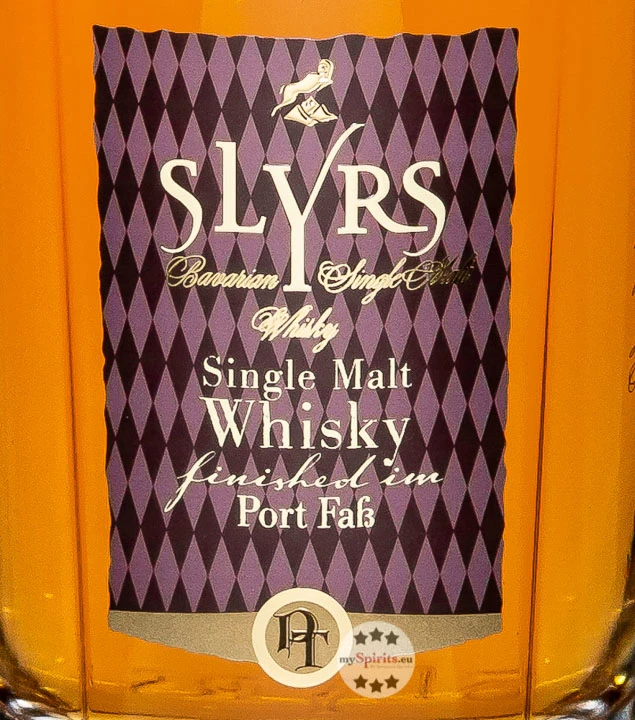 SLYRS
Bavarian Single Malt
Whisky
Single Malt
Whisky
finished im
Port Faß
mySpirits.eu